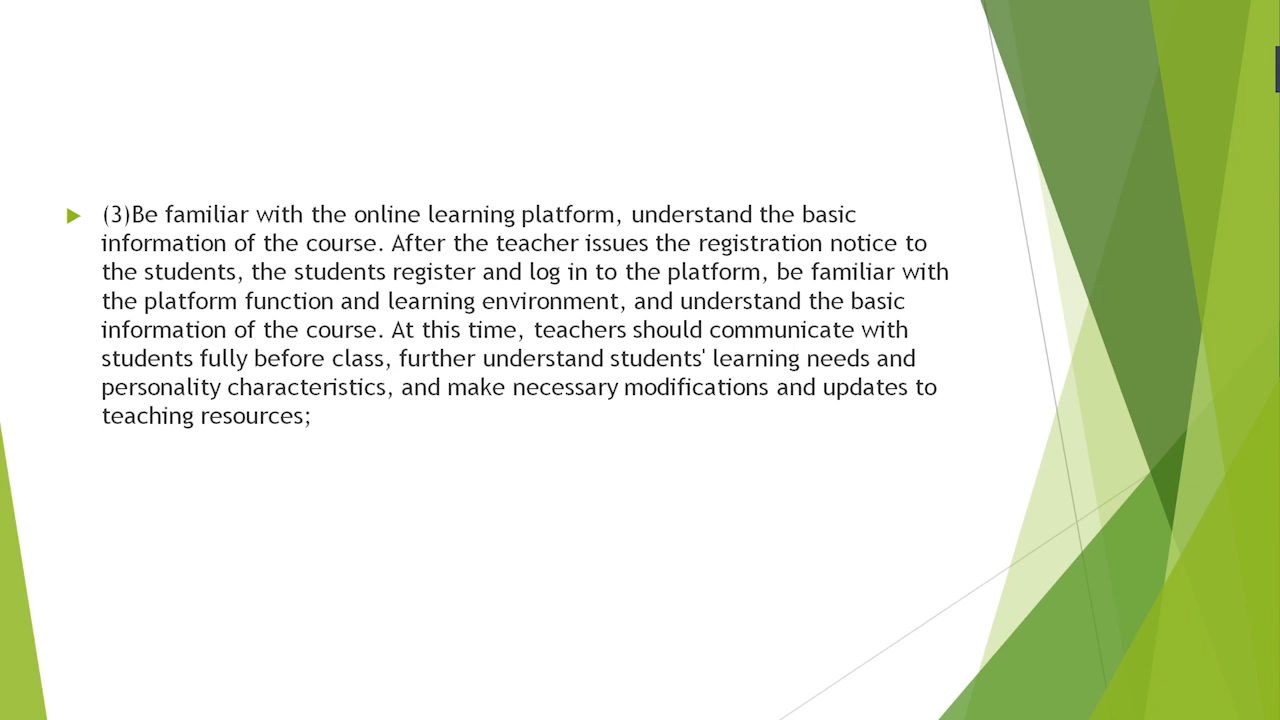 (3)Be familiar with the online learning platform, understand the basic
information of the course. After the teacher issues the registration notice to
the students, the students register and log in to the platform, be familiar with
the platform function and learning environment, and understand the basic
information of the course. At this time, teachers should communicate with
students fully before class, further understand students' learning needs and
personality characteristics, and make necessary modifications and updates to
teaching resources;